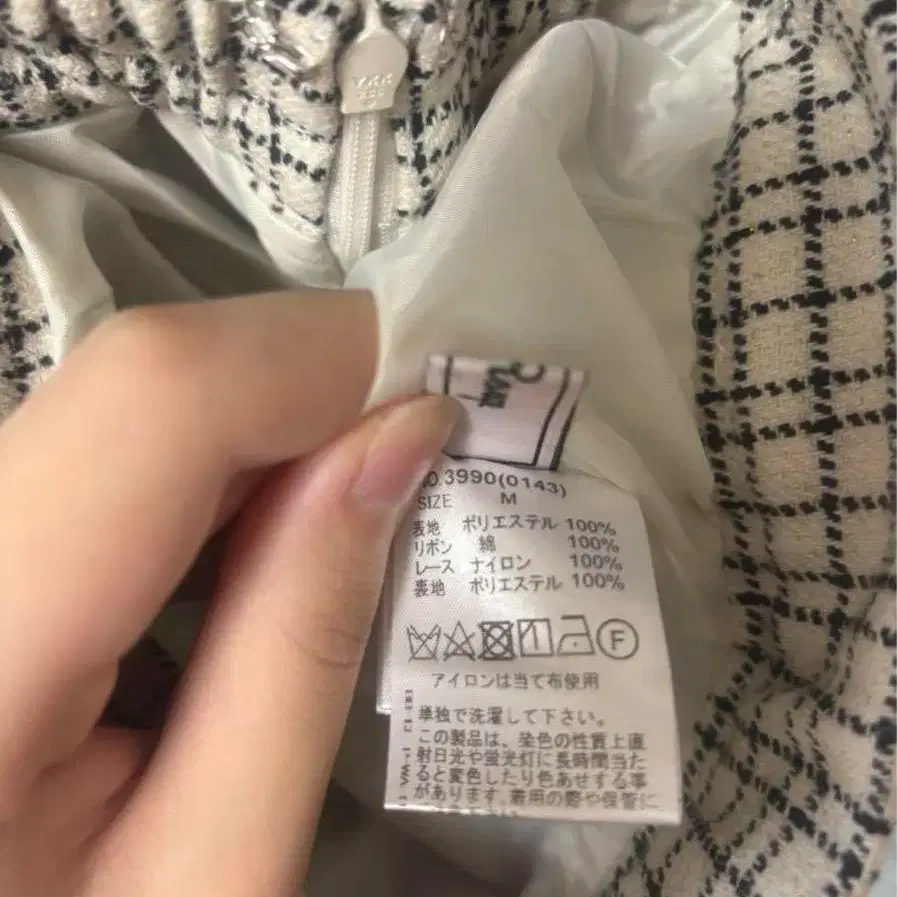 YKK
.3990(0143)
SIZE M
表地 ポリエステル 100%
リボン 綿 100%
レース ナイロン 100%
裏地 ポリエステル 100%
F
アイロンは当て布使用
単独で洗濯して下さい。
この製品は、染色の性質上直
射日光や蛍光灯に長時間当た
ると変色したり色あせする事
があります。着用の際や保管に